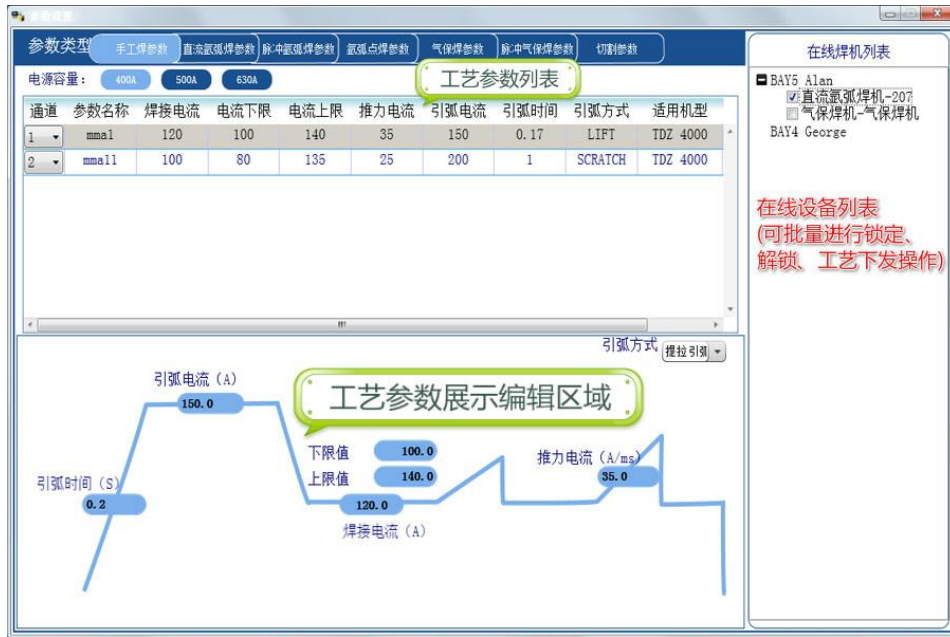 参数类型
手工焊参数
直流氩弧焊参数
脉冲氩弧焊参数
氩弧点焊参数
气保焊参数
脉冲气保焊参数
切割参数
在线焊机列表
电源容量：
400A
500A
630A
工艺参数列表
通道 参数名称 焊接电流 电流下限 电流上限 推力电流 引弧电流 引弧时间 引弧方式 适用机型
1 mma1 120 100 140 35 150 0.17 LIFT TDZ 4000
2 mma11 100 80 135 25 200 1 SCRATCH TDZ 4000
BAY5 Alan
直流氩弧焊机-207
气保焊机-气保焊机
BAY4 George
在线设备列表
(可批量进行锁定、
解锁、工艺下发操作)
引弧方式 提拉引弧
引弧电流（A）
150.0
工艺参数展示编辑区域
下限值 100.0
上限值 140.0
推力电流（A/ms）
35.0
引弧时间（S）
0.2
120.0
焊接电流（A）